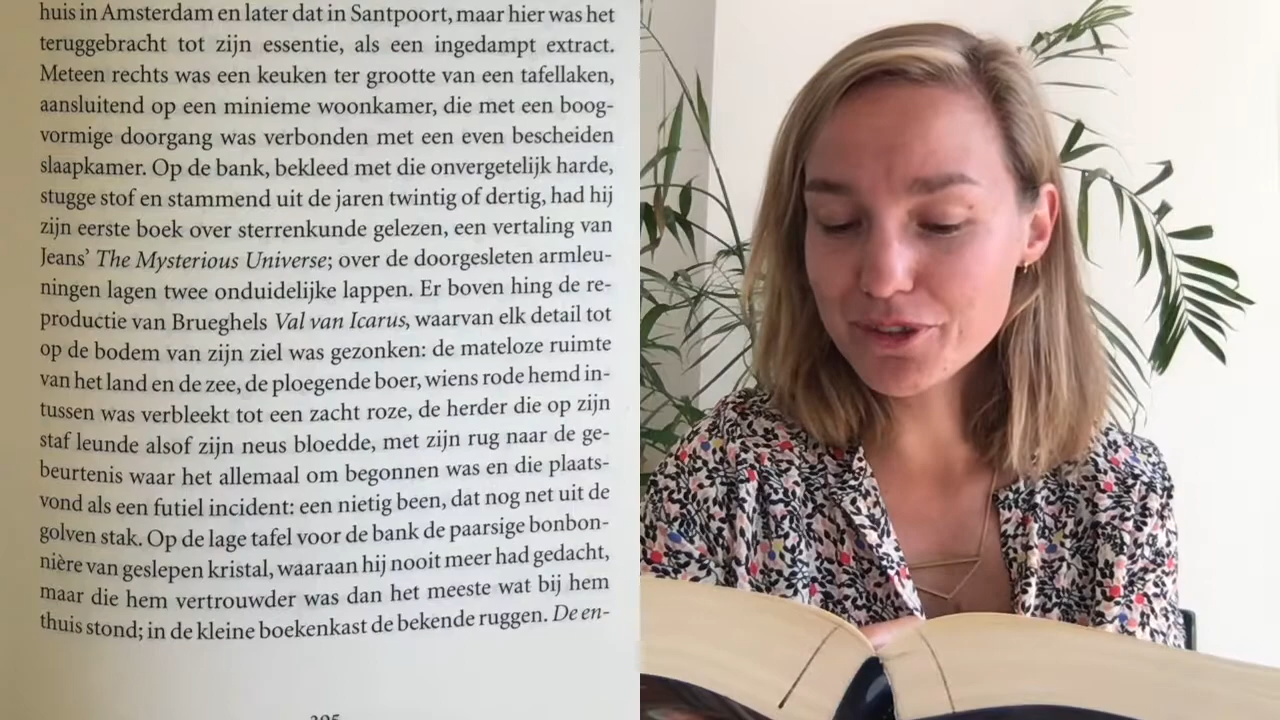 huis in Amsterdam en later dat in Santpoort, maar hier was het
teruggebracht tot zijn essentie, als een ingedampt extract.
Meteen rechts was een keuken ter grootte van een tafellaken,
aansluitend op een minieme woonkamer, die met een boog-
vormige doorgang was verbonden met een even bescheiden
slaapkamer. Op de bank, bekleed met die onvergetelijk harde,
stugge stof en stammend uit de jaren twintig of dertig, had hij
zijn eerste boek over sterrenkunde gelezen, een vertaling van
Jeans' The Mysterious Universe; over de doorgesleten armleu-
ningen lagen twee onduidelijke lappen. Er boven hing de re-
productie van Brueghels Val van Icarus, waarvan elk detail tot
op de bodem van zijn ziel was gezonken: de mateloze ruimte
van het land en de zee, de ploegende boer, wiens rode hemd in-
tussen was verbleekt tot een zacht roze, de herder die op zijn
staf leunde alsof zijn neus bloedde, met zijn rug naar de ge-
beurtenis waar het allemaal om begonnen was en die plaats-
vond als een futiel incident: een nietig been, dat nog net uit de
golven stak. Op de lage tafel voor de bank de paarsige bonbon-
nière van geslepen kristal, waaraan hij nooit meer had gedacht,
maar die hem vertrouwder was dan het meeste wat bij hem
thuis stond; in de kleine boekenkast de bekende ruggen. De en-